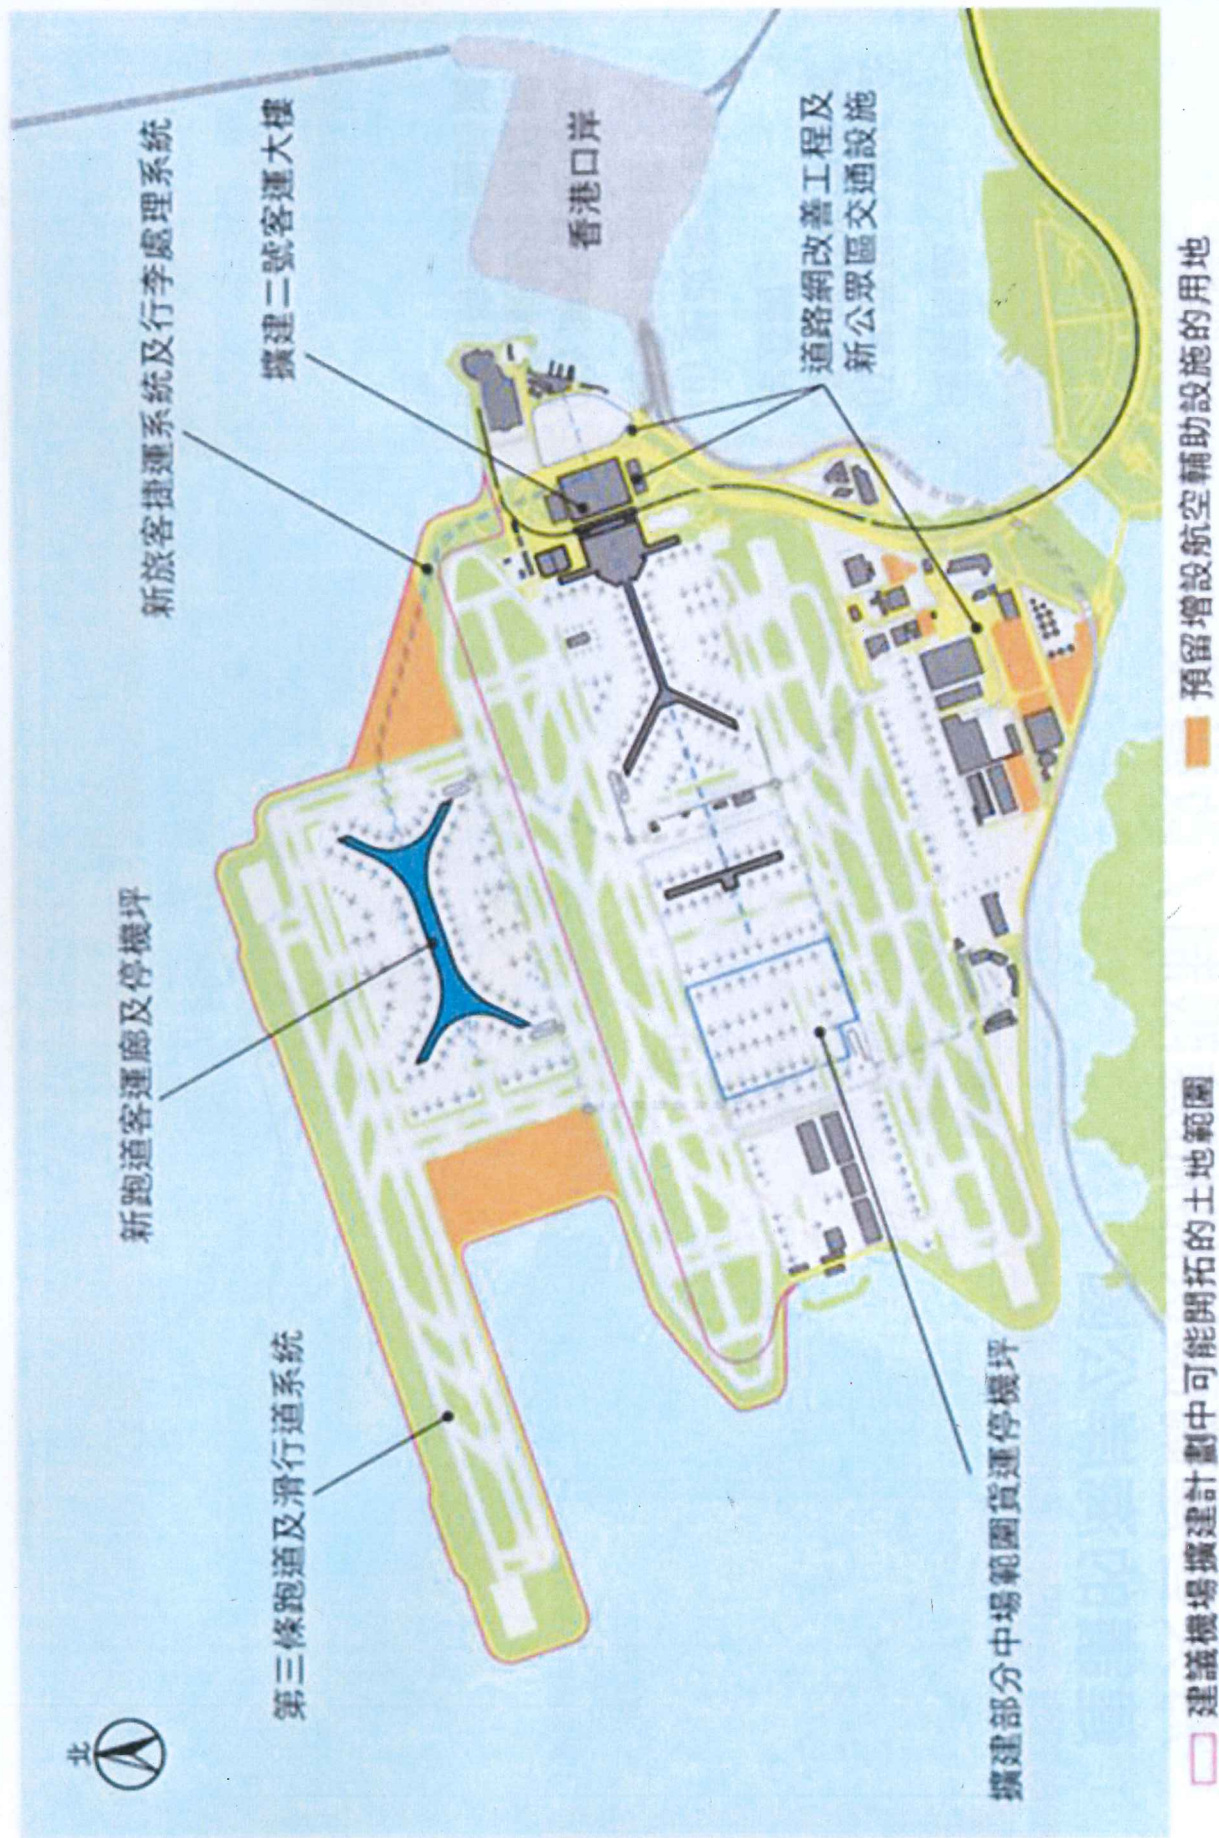 北
新旅客捷運系統及行李處理系統
擴建二號客運大樓
新跑道客運廊及停機坪
第三條跑道及滑行道系統
香港口岸
道路網改善工程及
新公眾區交通設施
擴建部分中場範圍貨運停機坪
建議機場擴建計劃中可能開拓的土地範圍
預留增設航空輔助設施的用地